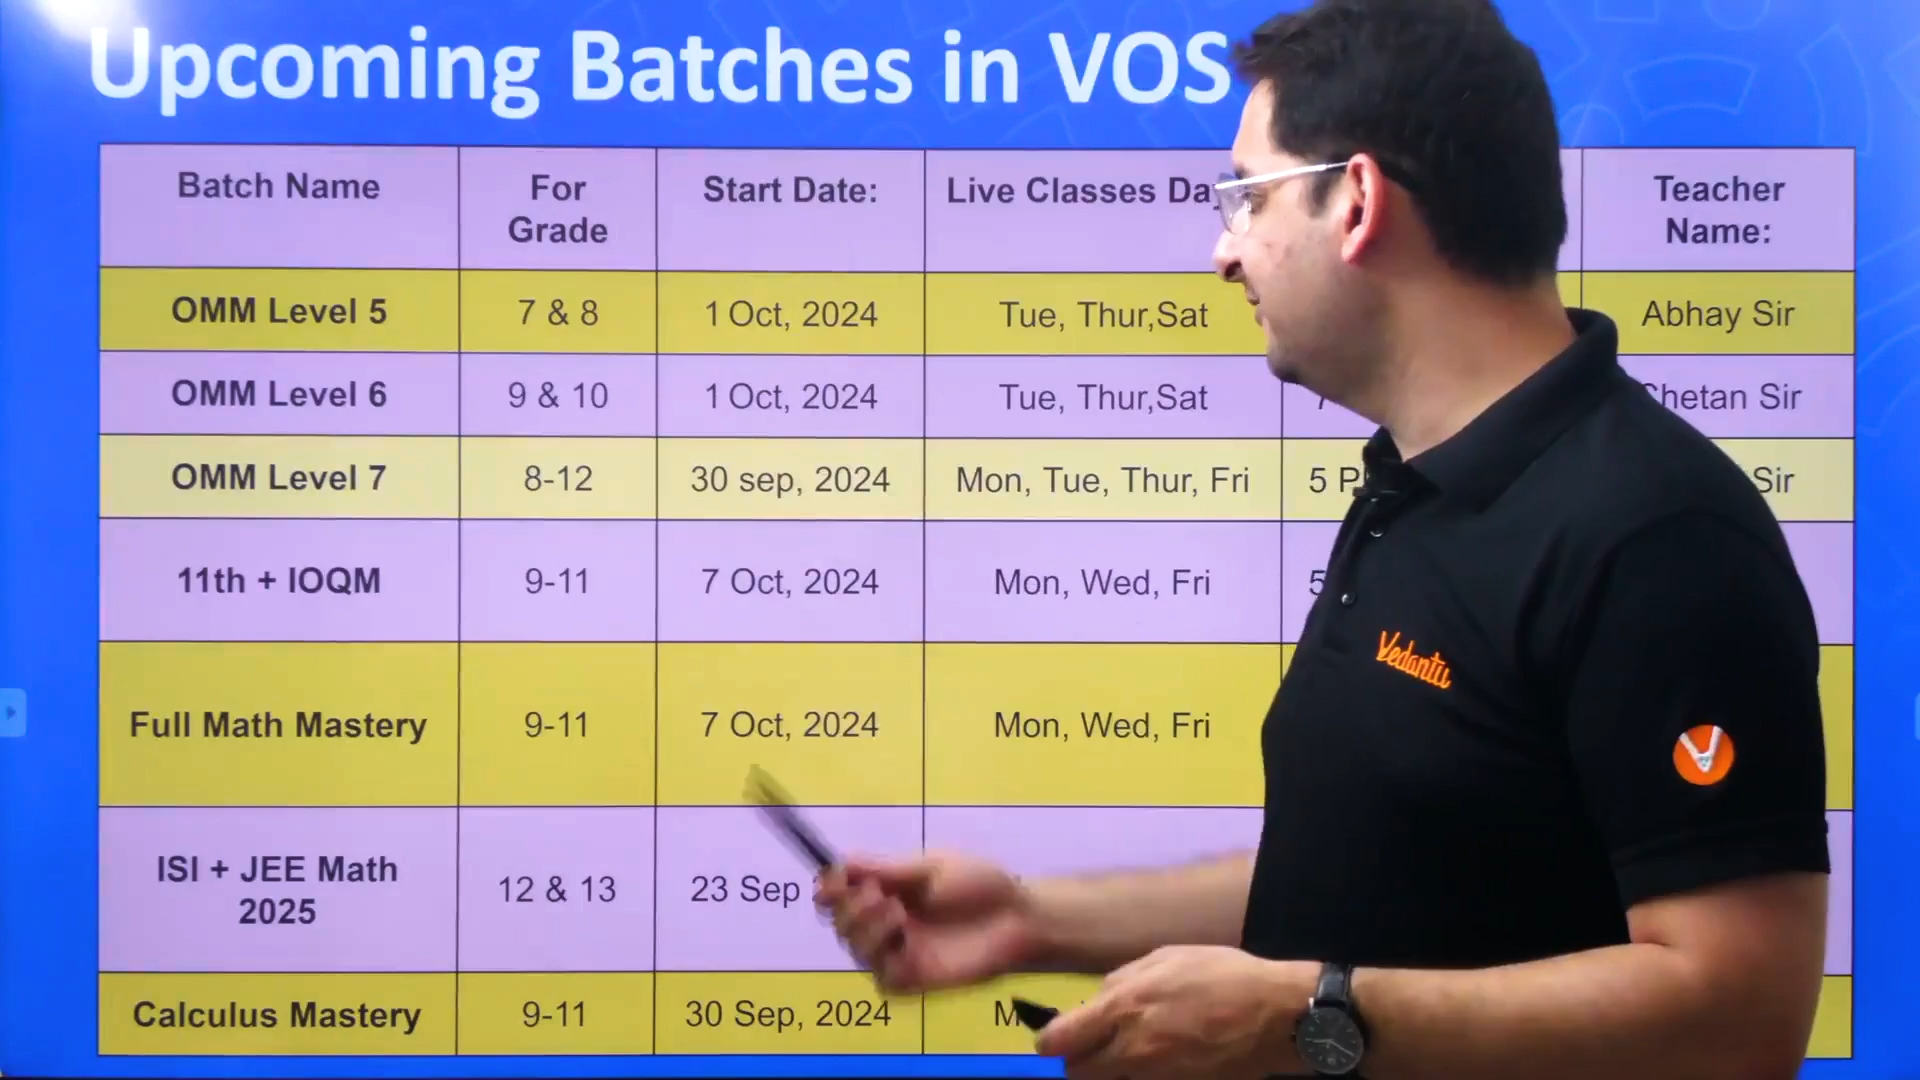 Upcoming Batches in VOS
Batch Name
For
Grade
Start Date:
Live Classes
Teacher
Name:
OMM Level 5
7 & 8
1 Oct, 2024
Tue, Thur,Sat
Abhay Sir
OMM Level 6
9 & 10
1 Oct, 2024
Tue, Thur,Sat
Sir
OMM Level 7
8-12
30 sep, 2024
Mon, Tue, Thur, Fri
5
Sir
11th + IOQM
9-11
7 Oct, 2024
Mon, Wed, Fri
5
Full Math Mastery
9-11
7 Oct, 2024
Mon, Wed, Fri
ISI + JEE Math
2025
12 & 13
23 Sep
Calculus Mastery
9-11
30 Sep, 2024
Vedantu
V